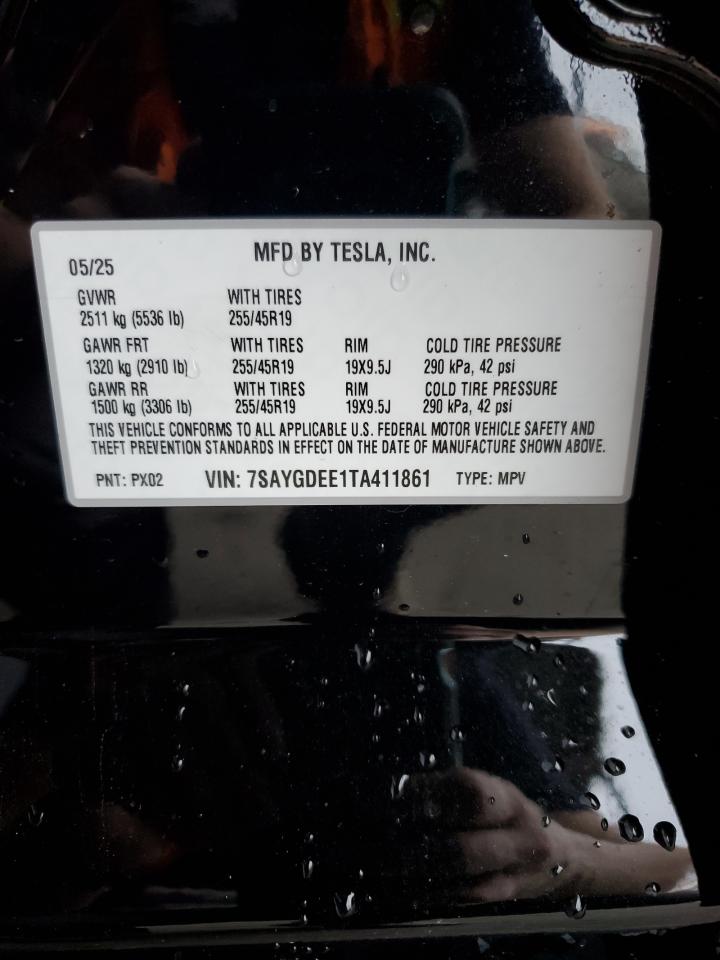 MFD BY TESLA, INC.
05/25
GVWR WITH TIRES
2511 kg (5536 lb) 255/45R19
GAWR FRT WITH TIRES RIM COLD TIRE PRESSURE
1320 kg (2910 lb) 255/45R19 19X9.5J 290 kPa, 42 psi
GAWR RR WITH TIRES RIM COLD TIRE PRESSURE
1500 kg (3306 lb) 255/45R19 19X9.5J 290 kPa, 42 psi
THIS VEHICLE CONFORMS TO ALL APPLICABLE U.S. FEDERAL MOTOR VEHICLE SAFETY AND
THEFT PREVENTION STANDARDS IN EFFECT ON THE DATE OF MANUFACTURE SHOWN ABOVE.
PNT: PX02 VIN: 7SAYGDEE1TA411861 TYPE: MPV